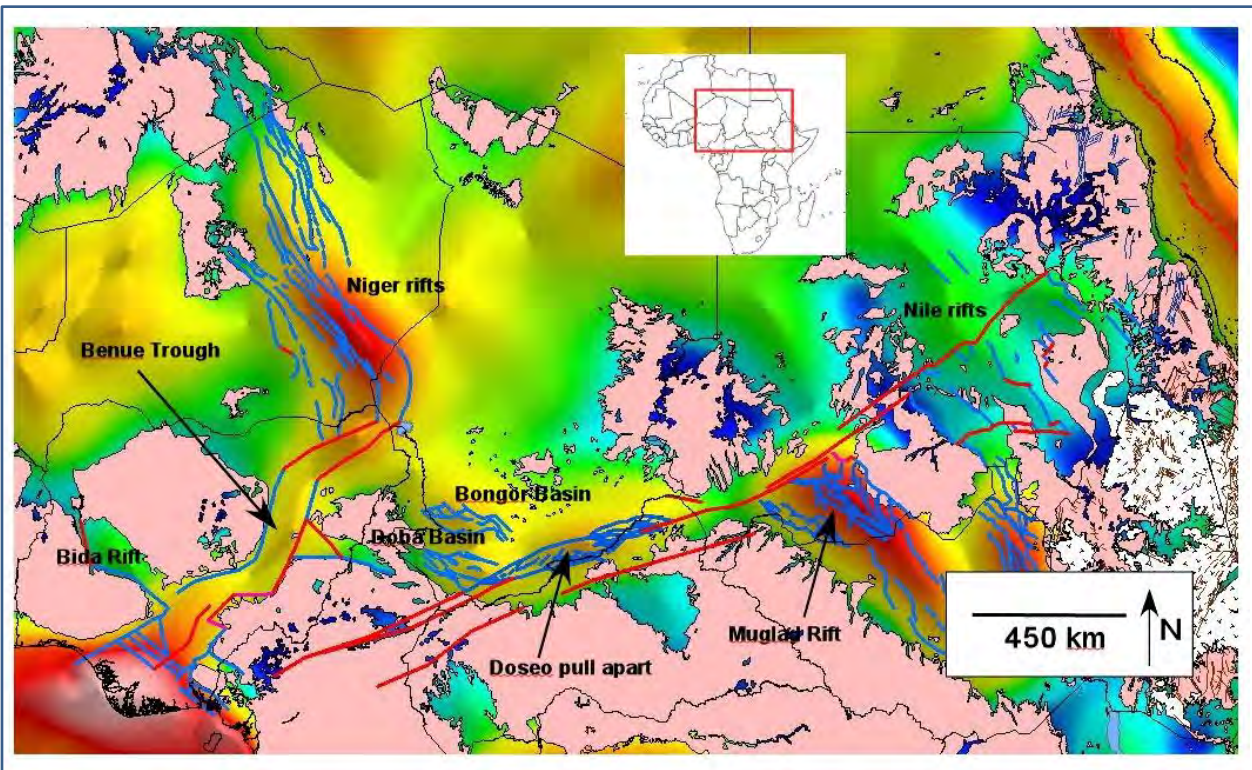 Niger rifts
Nile rifts
Benue Trough
Bongor Basin
Doba Basin
Bida Rift
Muglad Rift
Doseo pull apart
450 km
N